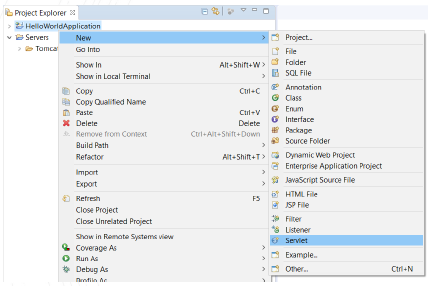 Project Explorer
HelloWorldApplication
Servers
Tomca
New
Go Into
Show In Alt+Shift+W
Show in Local Terminal
Copy Ctrl+C
Copy Qualified Name
Paste Ctrl+V
Delete Delete
Remove from Context Ctrl+Alt+Shift+Down
Build Path
Refactor Alt+Shift+T
Import
Export
Refresh F5
Close Project
Close Unrelated Project
Show in Remote Systems view
Coverage As
Run As
Debug As
Profile As
Project...
File
Folder
SQL File
Annotation
Class
Enum
Interface
Package
Source Folder
Dynamic Web Project
Enterprise Application Project
JavaScript Source File
HTML File
JSP File
Filter
Listener
Servlet
Example...
Other... Ctrl+N